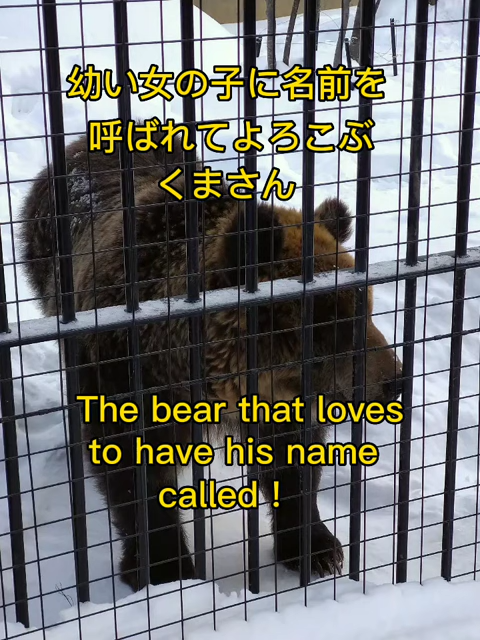 幼い女の子に名前を
呼ばれてよろこぶ
くまさん
The bear that loves
to have his name
called！